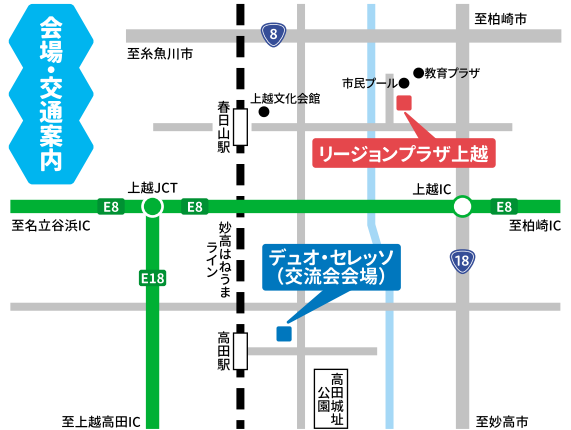 会場・交通案内
8
至柏崎市
至糸魚川市
教育プラザ
市民プール
上越文化会館
春日山駅
リージョンプラザ上越
上越JCT
上越IC
E8
E8
E8
至名立谷浜IC
至柏崎IC
妙高はねうま
ライン
デュオ・セレッソ
（交流会会場）
18
E18
高田駅
高田城址
公園
至上越高田IC
至妙高市